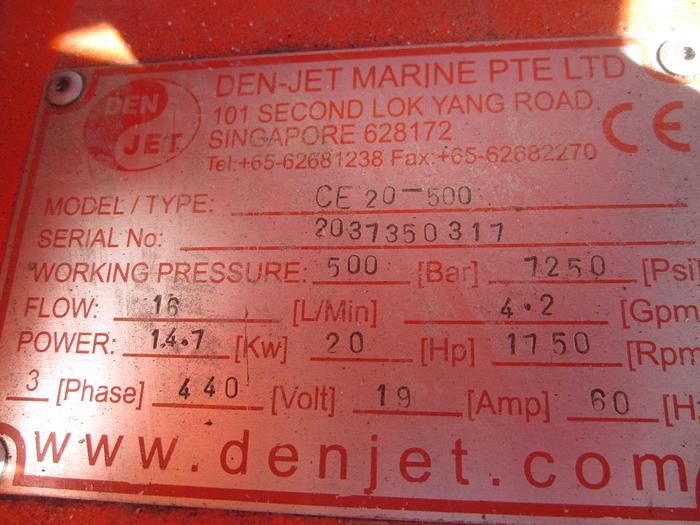 DEN JET
DEN-JET MARINE PTE LTD
101 SECOND LOK YANG ROAD.
SINGAPORE 628172
Tel:+65-62681238 Fax:+65-62682270
CE
MODEL / TYPE: CE 20-500
SERIAL No: 2037350317
WORKING PRESSURE: 500 [Bar] 7250 [Psi
FLOW: 16 [L/Min] 4.2 [Gpm
POWER: 14.7 [Kw] 20 [Hp] 1750 [Rpm
3 [Phase] 440 [Volt] 19 [Amp] 60 [H
www.denjet.com